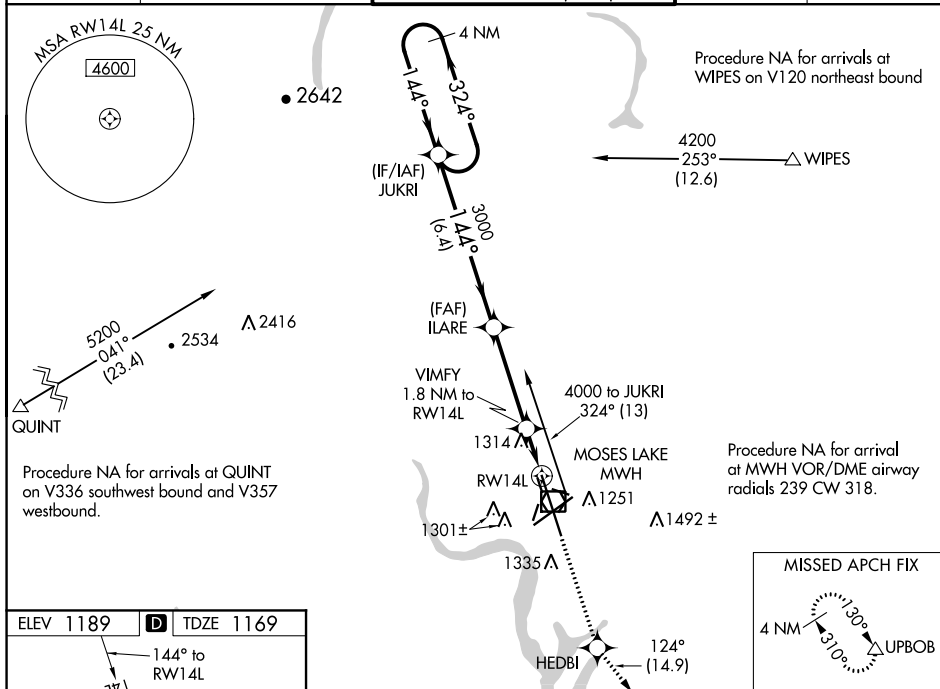 MSA RW14L 25 NM
4600
2642
4 NM
144°
324°
(IF/IAF)
JUKRI
Procedure NA for arrivals at
WIPES on V120 northeast bound
4200
253°
(12.6)
WIPES
3000
144°
(6.4)
(FAF)
ILARE
5200
041°
(23.4)
2534
2416
QUINT
VIMFY
1.8 NM to
RW14L
4000 to JUKRI
324° (13)
1314
MOSES LAKE
MWH
RW14L
1251
1492 ±
1301±
1335
Procedure NA for arrivals at QUINT
on V336 southwest bound and V357
westbound.
Procedure NA for arrival
at MWH VOR/DME airway
radials 239 CW 318.
HEDBI
124°
(14.9)
MISSED APCH FIX
4 NM
130°
310°
UPBOB
ELEV 1189
D
TDZE 1169
144° to
RW14L